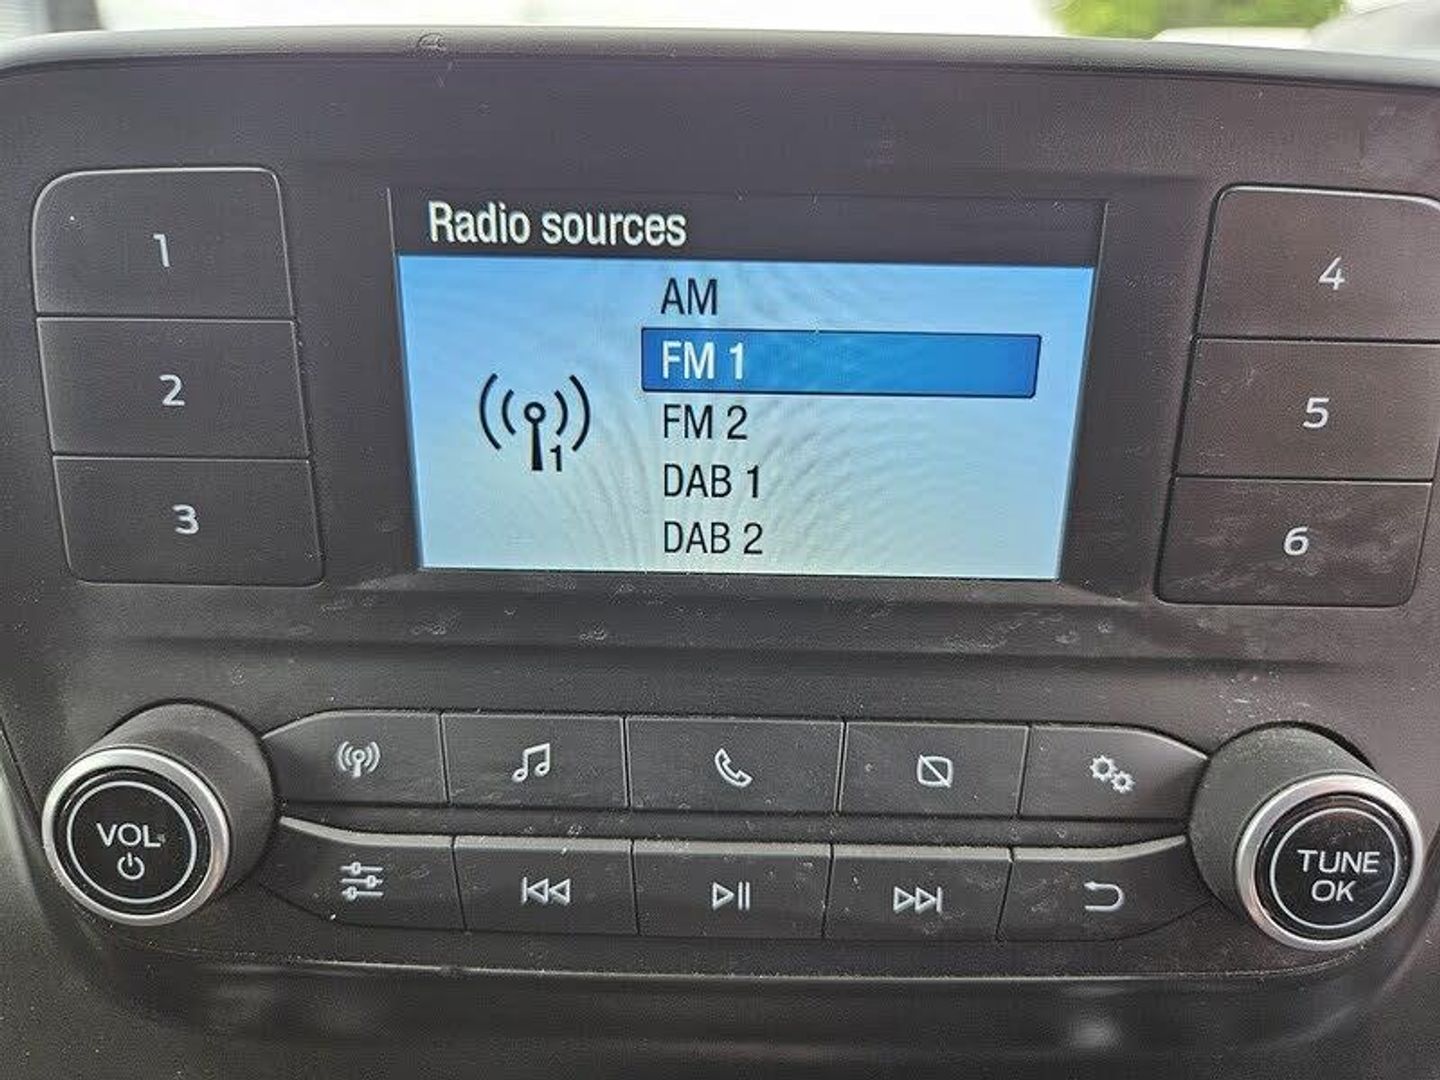 Radio sources
AM
FM 1
FM 2
DAB 1
DAB 2
1
1
2
3
4
5
6
VOL
TUNE
OK